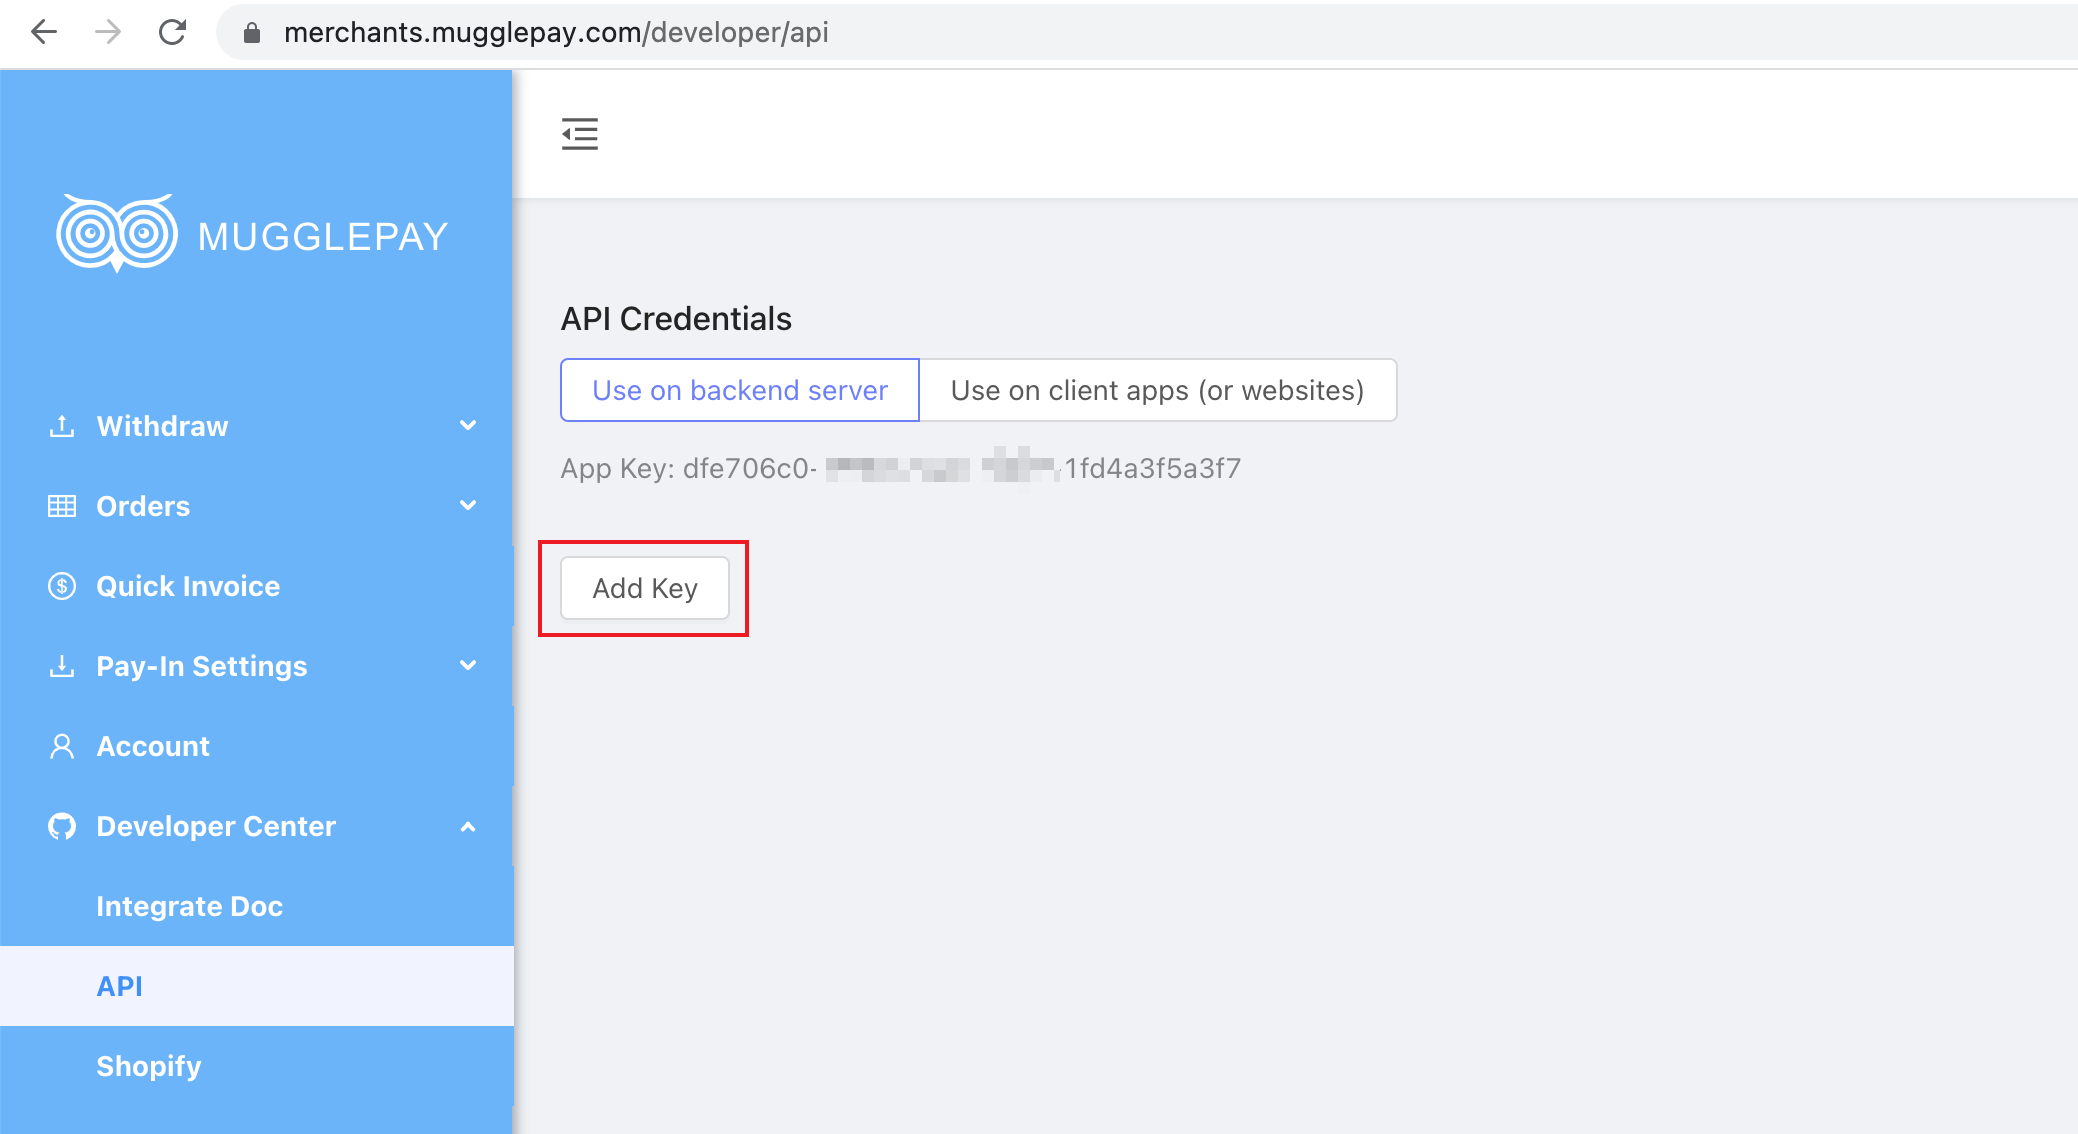 merchants.mugglepay.com/developer/api
MUGGLEPAY
Withdraw
Orders
Quick Invoice
Pay-In Settings
Account
Developer Center
Integrate Doc
API
Shopify
API Credentials
Use on backend server
Use on client apps (or websites)
App Key: dfe706c0- 1fd4a3f5a3f7
Add Key